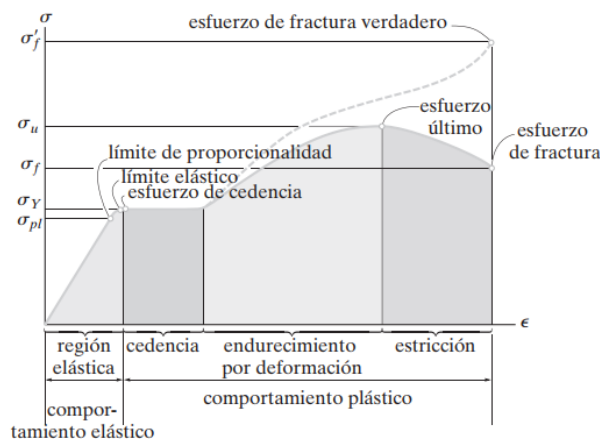 σ
σ′f
esfuerzo de fractura verdadero
σu
esfuerzo
último
esfuerzo
de fractura
σf
límite de proporcionalidad
límite elástico
esfuerzo de cedencia
σY
σpl
ϵ
región
elástica
cedencia
endurecimiento
por deformación
estricción
comportamiento plástico
compor-
tamiento elástico